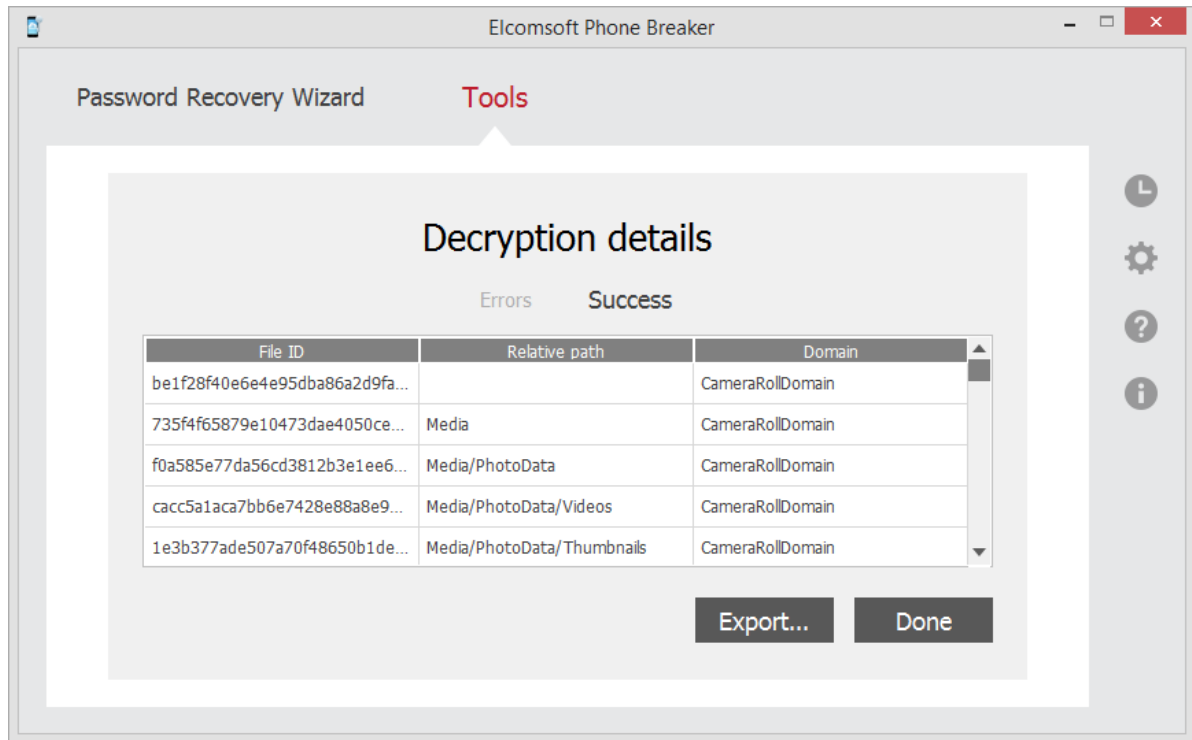 Elcomsoft Phone Breaker
Password Recovery Wizard Tools
Decryption details
Errors Success
File ID Relative path Domain
be1f28f40e6e4e95dba86a2d9fa... CameraRollDomain
735f4f65879e10473dae4050ce... Media CameraRollDomain
f0a585e77da56cd3812b3e1ee6... Media/PhotoData CameraRollDomain
cacc5a1aca7bb6e7428e88a8e9... Media/PhotoData/Videos CameraRollDomain
1e3b377ade507a70f48650b1de... Media/PhotoData/Thumbnails CameraRollDomain
Export... Done